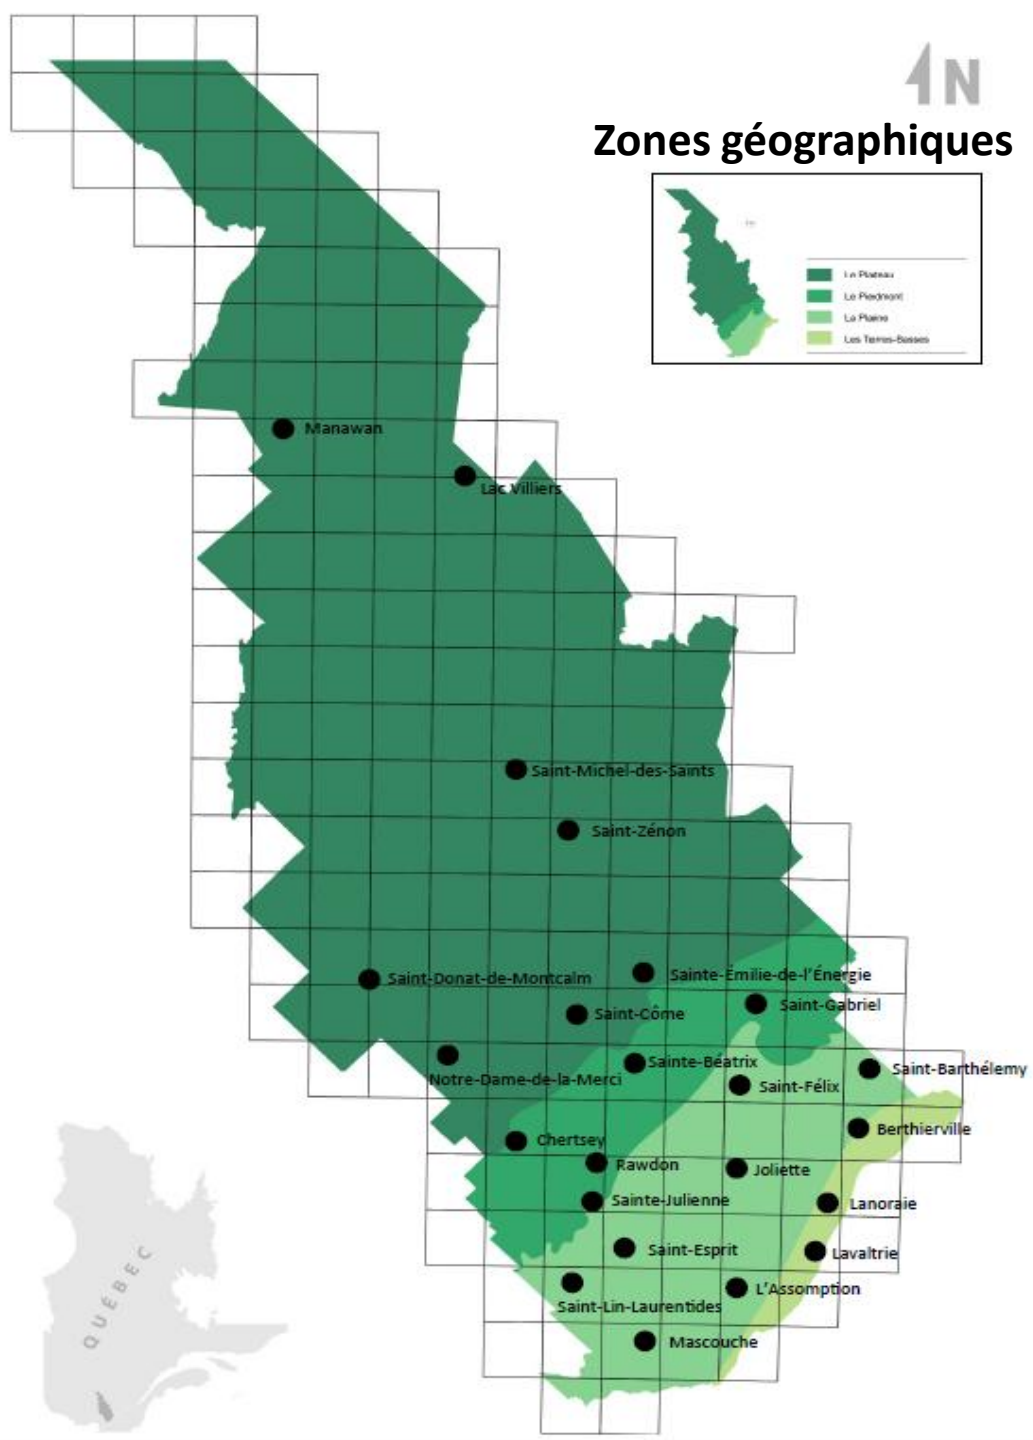 N
Zones géographiques
Le Plateau
Le Piedmont
La Plaine
Les Terres-Basses
Manawan
Lac Villiers
Saint-Michel-des-Saints
Saint-Zénon
Saint-Donat-de-Montcalm
Sainte-Émilie-de-l'Énergie
Saint-Gabriel
Saint-Côme
Sainte-Béatrix
Saint-Barthélemy
Notre-Dame-de-la-Merci
Saint-Félix
Berthierville
Chertsey
Rawdon
Joliette
Sainte-Julienne
Lanoraie
Saint-Esprit
Lavaltrie
L'Assomption
Saint-Lin-Laurentides
Mascouche
QUÉBEC